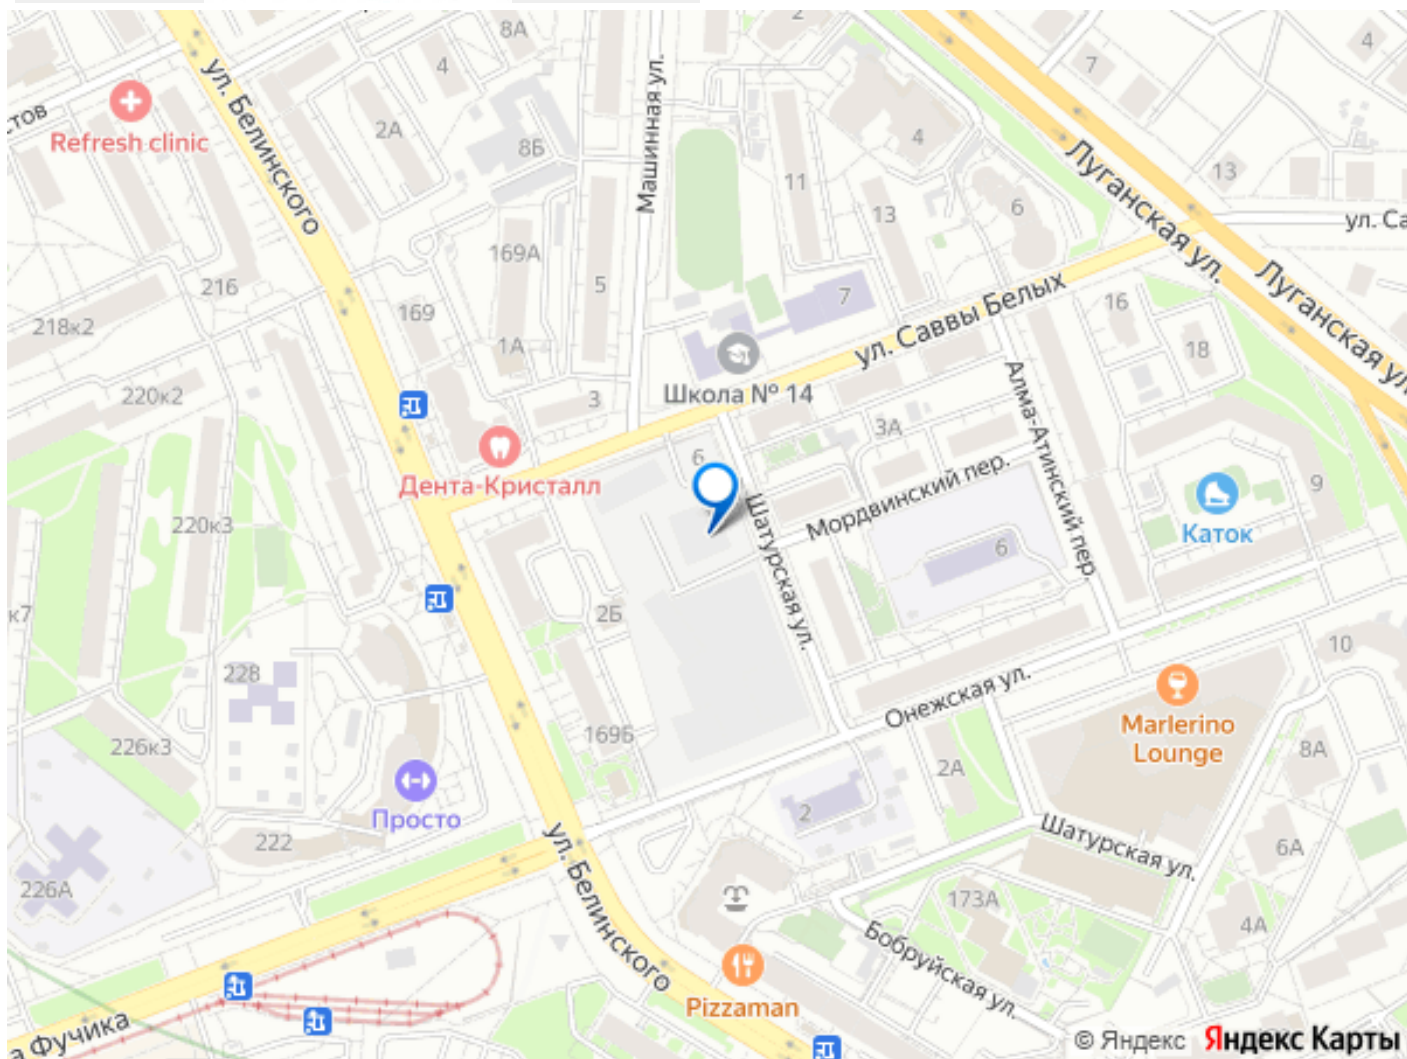 8А
2
4
4
7
ул. Белинского
Машинная ул.
стов
Refresh clinic
2А
8Б
4
Луганская ул.
11
13
13
6
ул. Са
169А
216
5
7
Луганская ул.
218к2
169
1А
ул. Саввы Белых
16
18
Школа № 14
220к2
3
3А
Алма-Атинский пер.
6
Дента-Кристалл
Мордвинский пер.
9
Шатурская ул.
Каток
220к3
6
к7
2Б
228
10
Онежская ул.
Marlerino
Lounge
226к3
169Б
2А
8А
Просто
2
222
ул. Белинского
Шатурская ул.
6А
226А
173А
4А
Бобруйская ул.
Pizzaman
а Фучика
© Яндекс Яндекс Карты